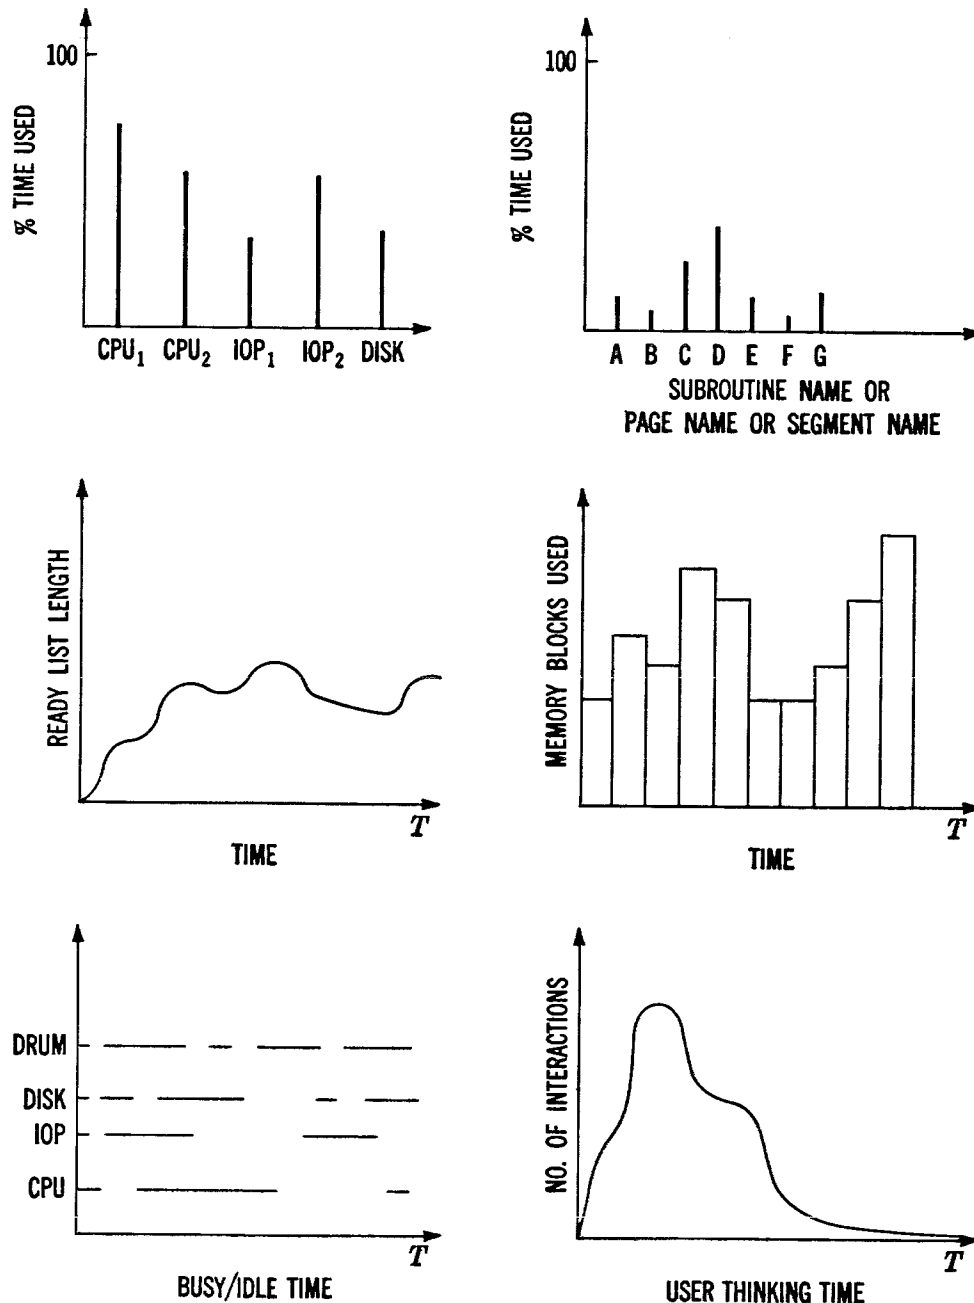 100
% TIME USED
CPU₁ CPU₂ IOP₁ IOP₂ DISK
100
% TIME USED
A B C D E F G
SUBROUTINE NAME OR
PAGE NAME OR SEGMENT NAME
READY LIST LENGTH
T
TIME
MEMORY BLOCKS USED
T
TIME
DRUM
DISK
IOP
CPU
T
BUSY/IDLE TIME
NO. OF INTERACTIONS
T
USER THINKING TIME